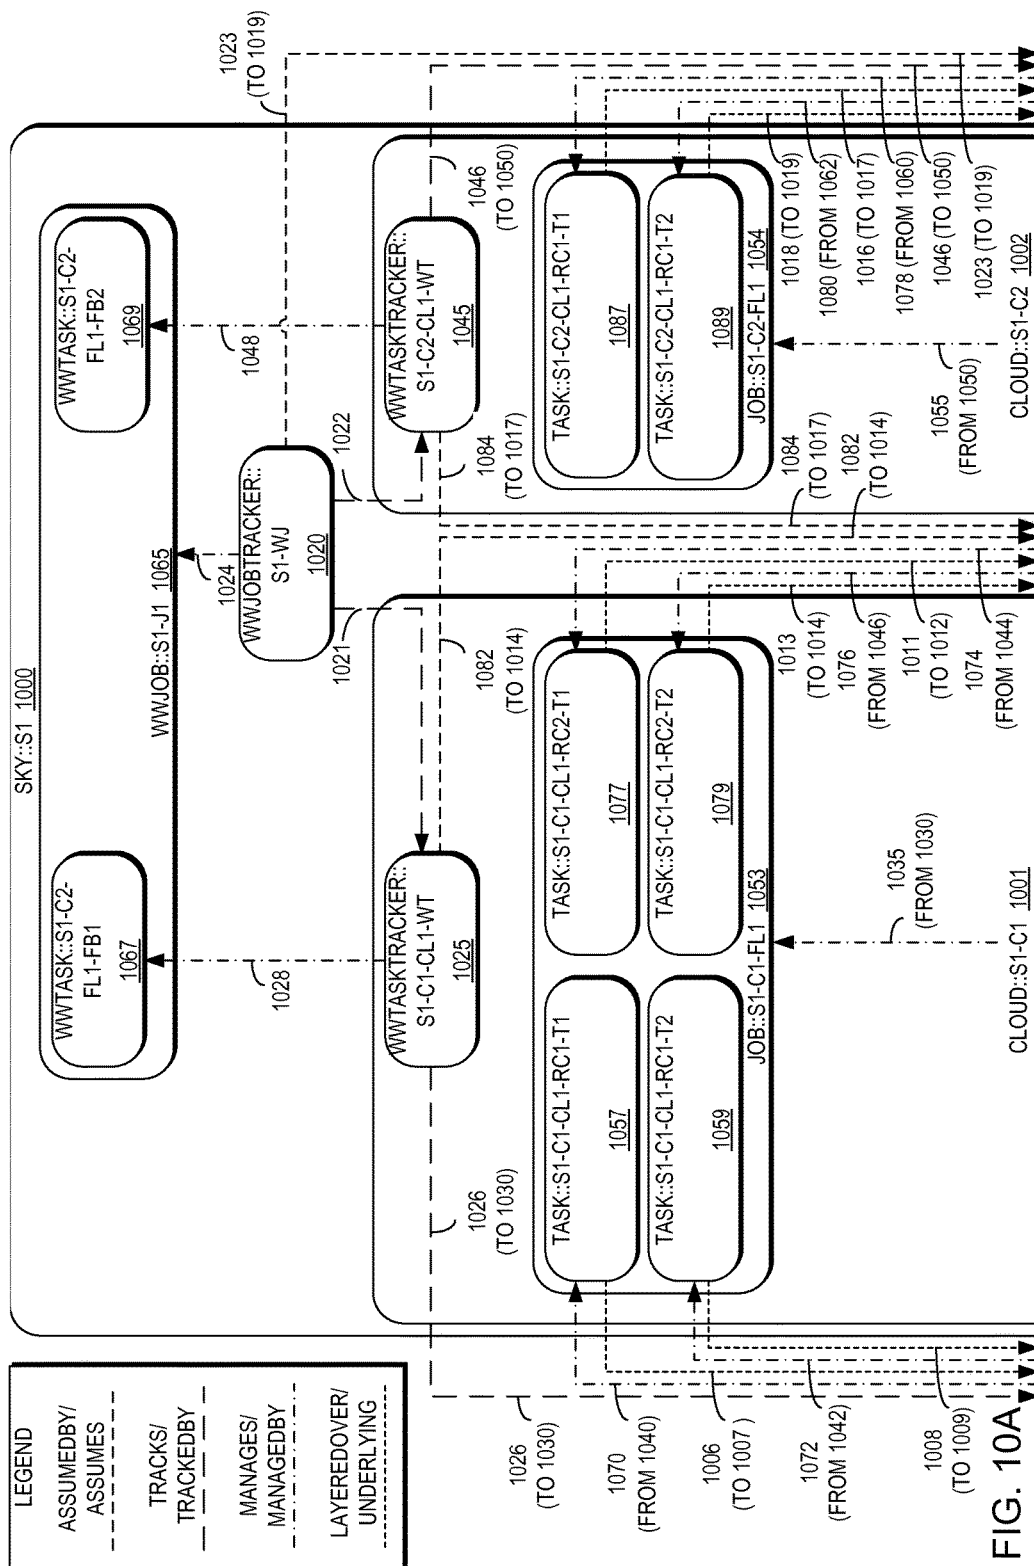 LEGEND
ASSUMEDBY/
ASSUMES
TRACKS/
TRACKEDBY
MANAGES/
MANAGEDBY
LAYEREDOVER/
UNDERLYING
SKY::S1 1000
WWTASK::S1-C2-
FL1-FB1
1067
WWTASK::S1-C2-
FL1-FB2
1069
WWJOB::S1-J1 1065
1023
(TO 1019)
1028
1024
1048
WWJOBTRACKER::
S1-WJ
1020
1021
1022
WWTASKTRACKER::
S1-C1-CL1-WT
1025
WWTASKTRACKER::
S1-C2-CL1-WT
1045
1026
(TO 1030)
1082
(TO 1014)
1084
(TO 1017)
1046
(TO 1050)
TASK::S1-C1-CL1-RC1-T1
1057
TASK::S1-C1-CL1-RC2-T1
1077
TASK::S1-C2-CL1-RC1-T1
1087
TASK::S1-C1-CL1-RC1-T2
1059
TASK::S1-C1-CL1-RC2-T2
1079
TASK::S1-C2-CL1-RC1-T2
1089
JOB::S1-C1-FL1 1053
JOB::S1-C2-FL1 1054
1026
(TO 1030)
1070
(FROM 1040)
1006
(TO 1007 )
1072
(FROM 1042)
1008
(TO 1009)
1035
(FROM 1030)
1013
(TO 1014)
1076
(FROM 1046)
1011
(TO 1012)
1074
(FROM 1044)
1084
(TO 1017)
1082
(TO 1014)
1055
(FROM 1050)
1018 (TO 1019)
1080 (FROM 1062)
1016 (TO 1017)
1078 (FROM 1060)
1046 (TO 1050)
1023 (TO 1019)
CLOUD::S1-C1 1001
CLOUD::S1-C2 1002
FIG. 10A